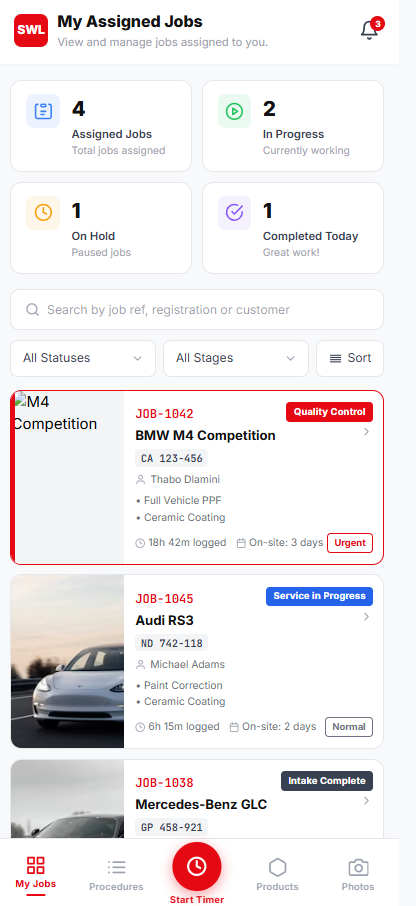 SWL
My Assigned Jobs
View and manage jobs assigned to you.
3
4
Assigned Jobs
Total jobs assigned
2
In Progress
Currently working
1
On Hold
Paused jobs
1
Completed Today
Great work!
Search by job ref, registration or customer
All Statuses
All Stages
Sort
M4
Competition
JOB-1042
Quality Control
BMW M4 Competition
CA 123-456
Thabo Dlamini
• Full Vehicle PPF
• Ceramic Coating
18h 42m logged
On-site: 3 days
Urgent
JOB-1045
Service in Progress
Audi RS3
ND 742-118
Michael Adams
• Paint Correction
• Ceramic Coating
6h 15m logged
On-site: 2 days
Normal
JOB-1038
Intake Complete
Mercedes-Benz GLC
GP 458-921
My Jobs
Procedures
Start Timer
Products
Photos